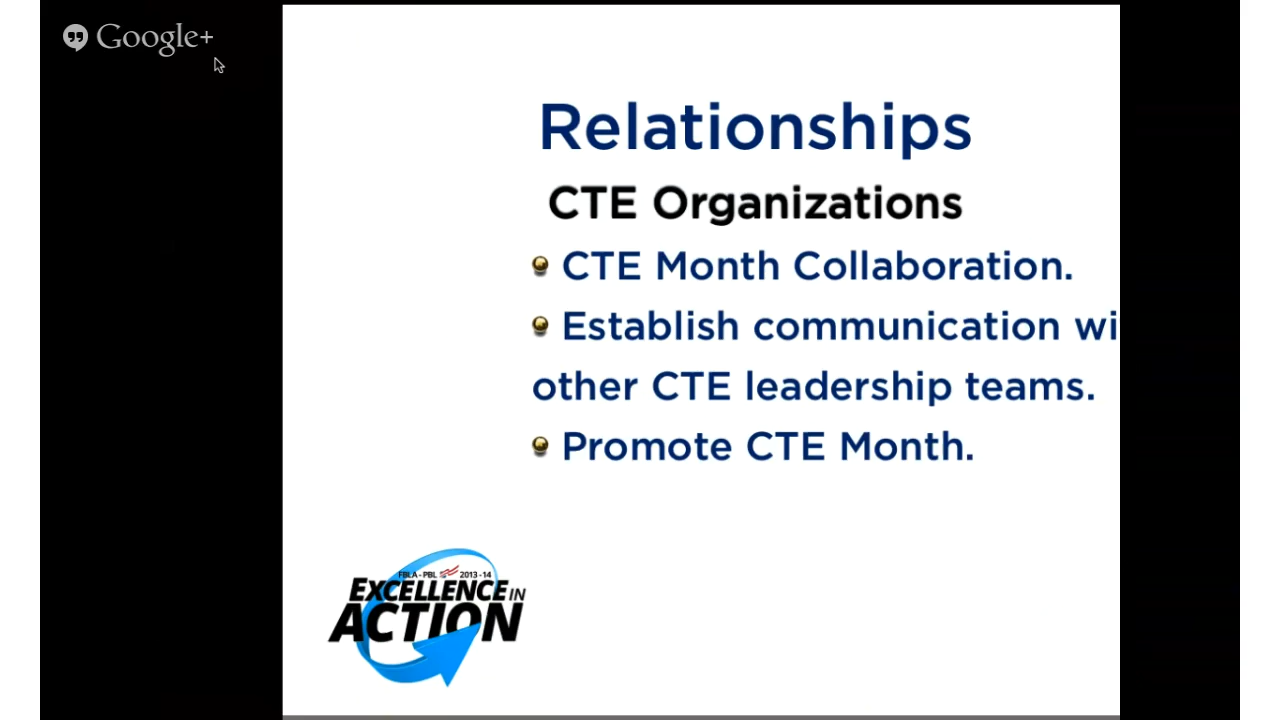 Google+
Relationships
CTE Organizations
CTE Month Collaboration.
Establish communication wi
other CTE leadership teams.
Promote CTE Month.
FBLA-PBL 2013-14
EXCELLENCE IN
ACTION